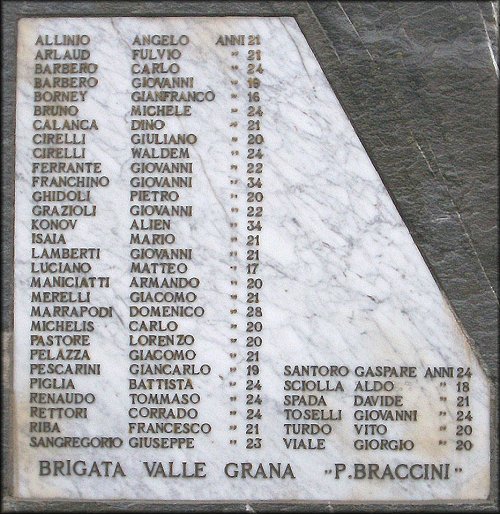 ALLINIO ANGELO ANNI 21
ARLAUD FULVIO " 21
BARBERO CARLO " 24
BARBERO GIOVANNI " 19
BORNEY GIANFRANCO " 16
BRUNO MICHELE " 24
CALANCA DINO " 21
CIRELLI GIULIANO " 20
CIRELLI WALDEM " 24
FERRANTE GIOVANNI " 22
FRANCHINO GIOVANNI " 34
GHIDOLI PIETRO " 20
GRAZIOLI GIOVANNI " 22
KONOV ALIEN " 34
ISAIA MARIO " 21
LAMBERTI GIOVANNI " 21
LUCIANO MATTEO " 17
MANICIATTI ARMANDO " 20
MERELLI GIACOMO " 21
MARRAPODI DOMENICO " 28
MICHELIS CARLO " 20
PASTORE LORENZO " 20
PELAZZA GIACOMO " 21
PESCARINI GIANCARLO " 19
PIGLIA BATTISTA " 24
RENAUDO TOMMASO " 24
RETTORI CORRADO " 24
RIBA FRANCESCO " 21
SANGREGORIO GIUSEPPE " 23
SANTORO GASPARE ANNI 24
SCIOLLA ALDO " 18
SPADA DAVIDE " 21
TOSELLI GIOVANNI " 24
TURDO VITO " 20
VIALE GIORGIO " 20
BRIGATA VALLE GRANA "P.BRACCINI"